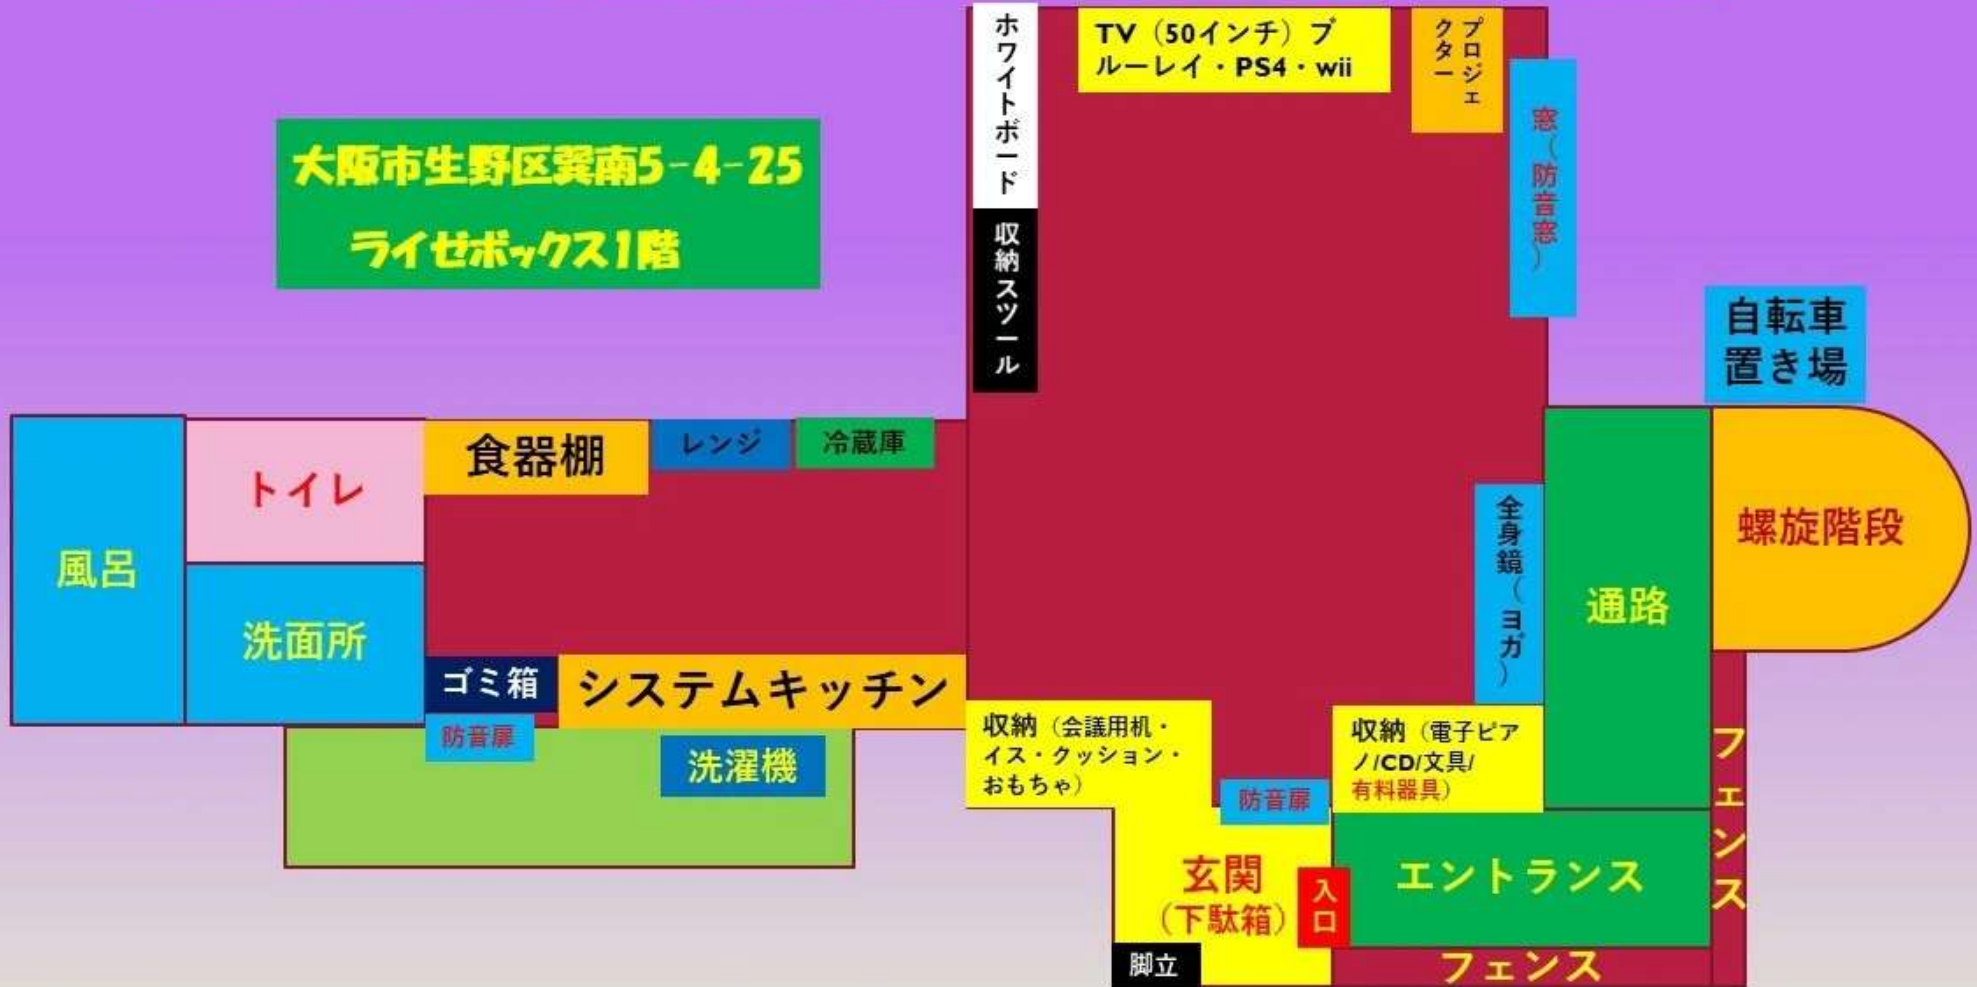 ホワイトボード
TV（50インチ）ブ
ルーレイ・PS4・wii
プロジェ
クター
窓（防音窓）
大阪市生野区巽南5-4-25
ライゼボックス1階
収納スツール
自転車
置き場
風呂
トイレ
洗面所
食器棚
レンジ
冷蔵庫
ゴミ箱
システムキッチン
防音扉
洗濯機
全身鏡（ヨガ）
通路
螺旋階段
収納（会議用机・
イス・クッション・
おもちゃ）
収納（電子ピア
ノ/CD/文具/
有料器具）
防音扉
玄関
（下駄箱）
入口
エントランス
フェンス
脚立
フェンス